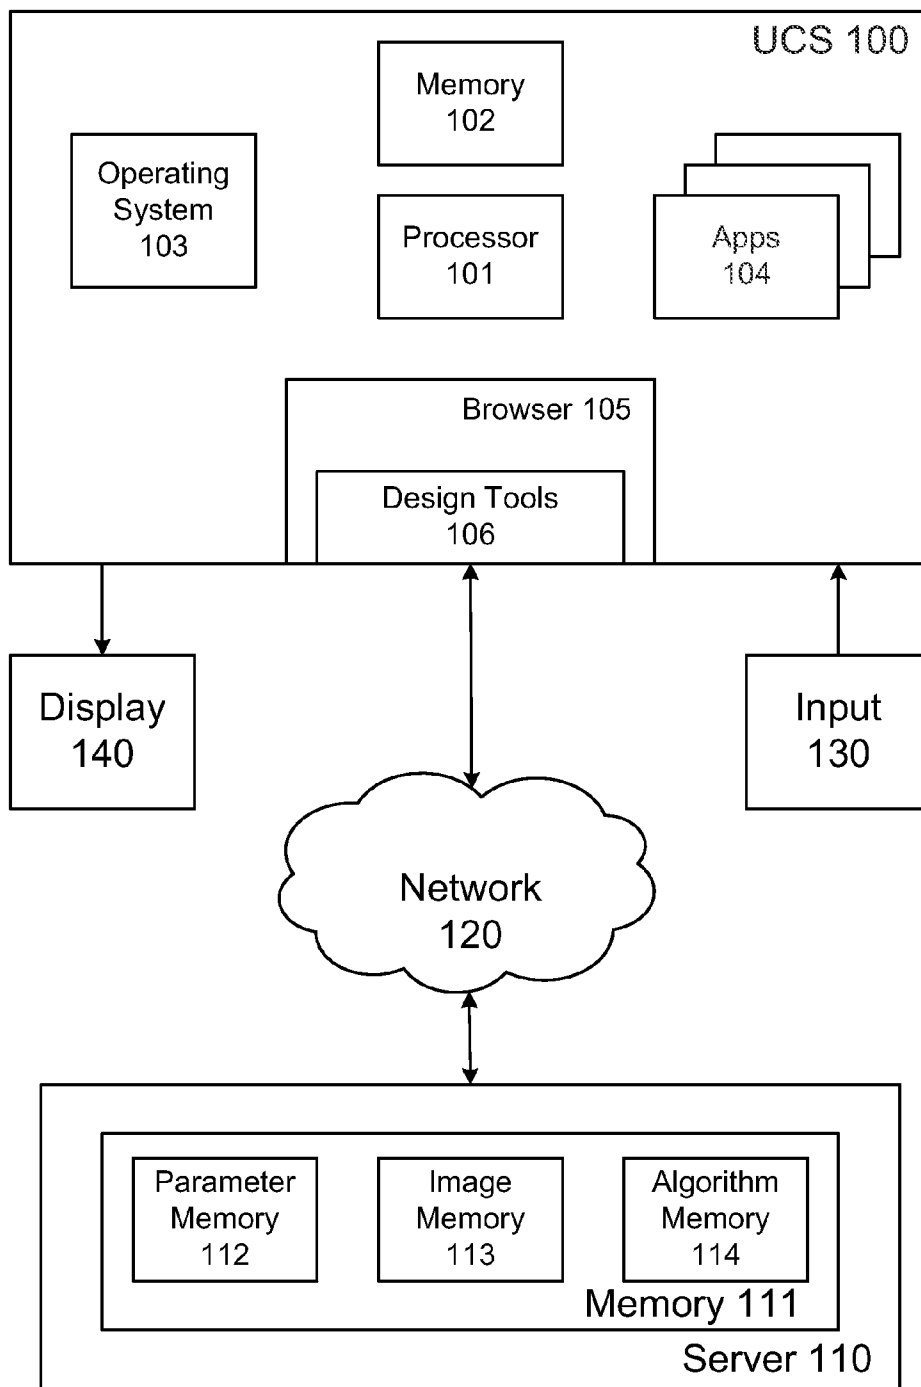 UCS 100
Memory
102
Operating
System
103
Processor
101
Apps
104
Browser 105
Design Tools
106
Display
140
Input
130
Network
120
Parameter
Memory
112
Image
Memory
113
Algorithm
Memory
114
Memory 111
Server 110